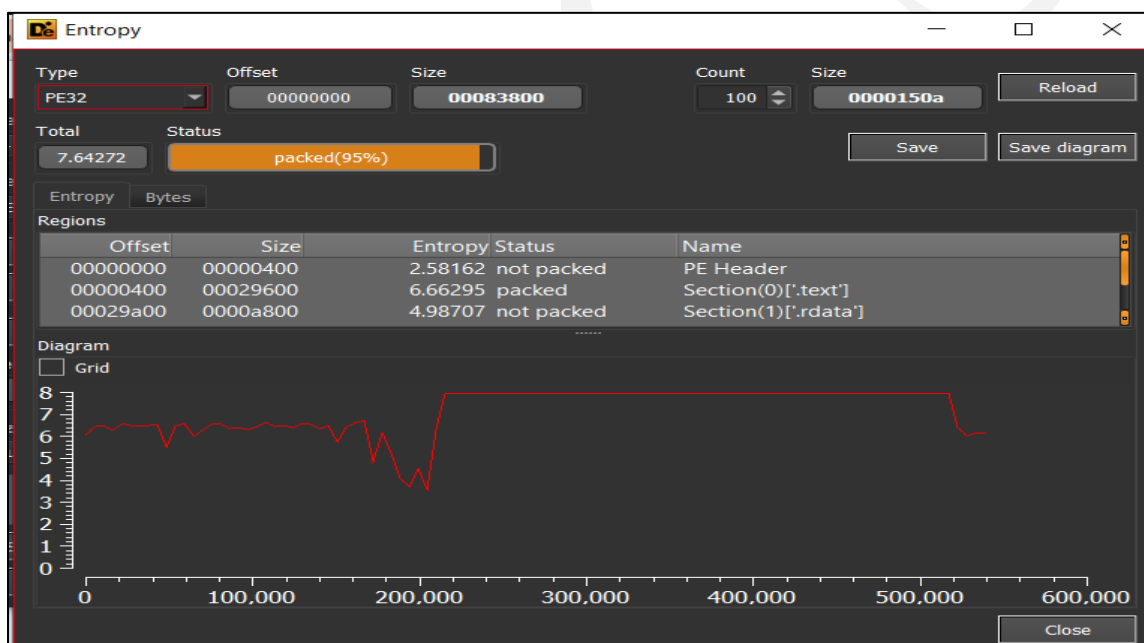 De Entropy
Type Offset Size Count Size
PE32 00000000 00083800 100 0000150a Reload
Total Status
7.64272 packed(95%) Save Save diagram
Entropy Bytes
Regions
Offset Size Entropy Status Name
00000000 00000400 2.58162 not packed PE Header
00000400 00029600 6.66295 packed Section(0)['.text']
00029a00 0000a800 4.98707 not packed Section(1)['.rdata']
Diagram
Grid
8
7
6
5
4
3
2
1
0
0 100,000 200,000 300,000 400,000 500,000 600,000
Close